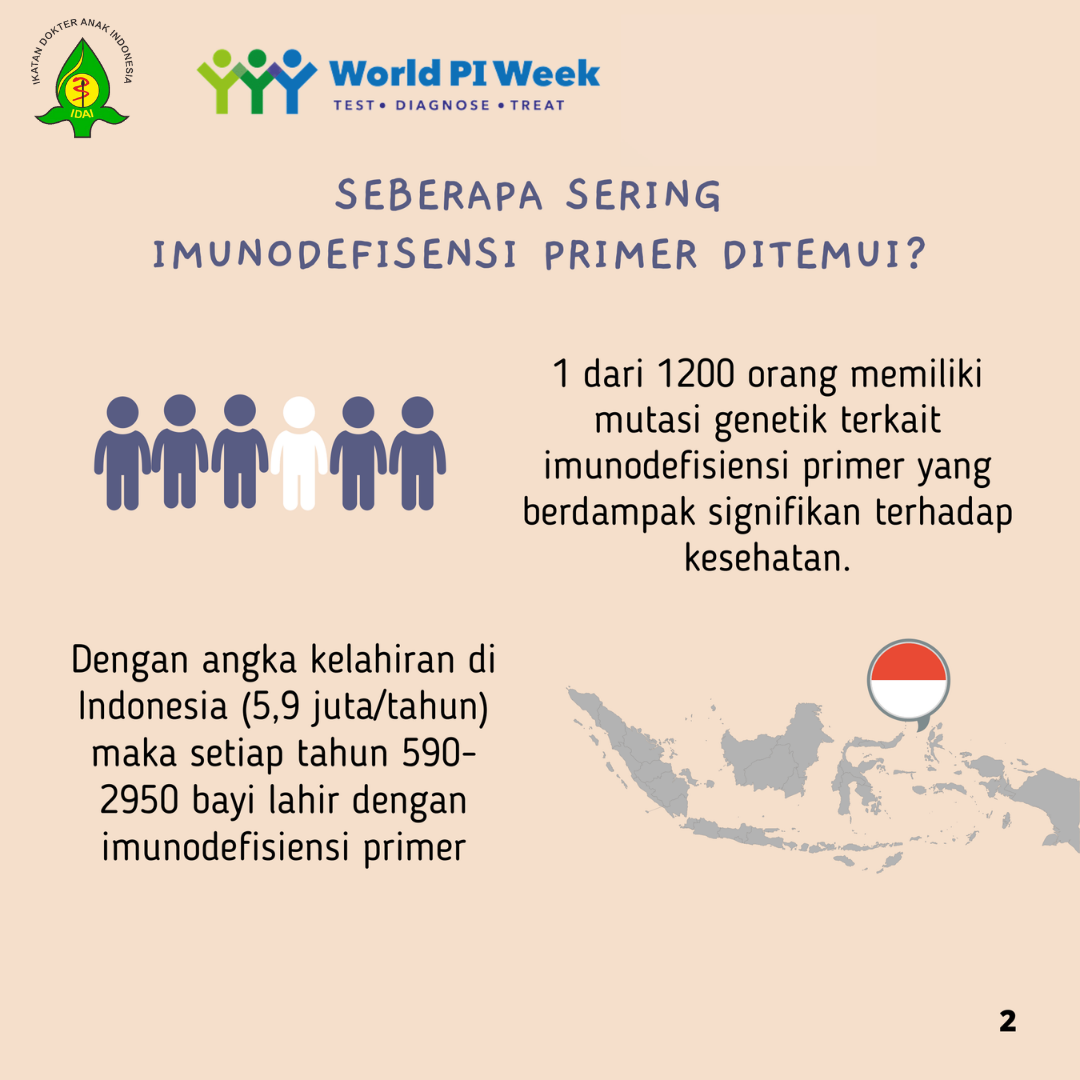 IKATAN DOKTER ANAK INDONESIA
IDAI
World PI Week
TEST • DIAGNOSE • TREAT
SEBERAPA SERING
IMUNODEFISENSI PRIMER DITEMUI?
1 dari 1200 orang memiliki
mutasi genetik terkait
imunodefisiensi primer yang
berdampak signifikan terhadap
kesehatan.
Dengan angka kelahiran di
Indonesia (5,9 juta/tahun)
maka setiap tahun 590-
2950 bayi lahir dengan
imunodefisiensi primer
2